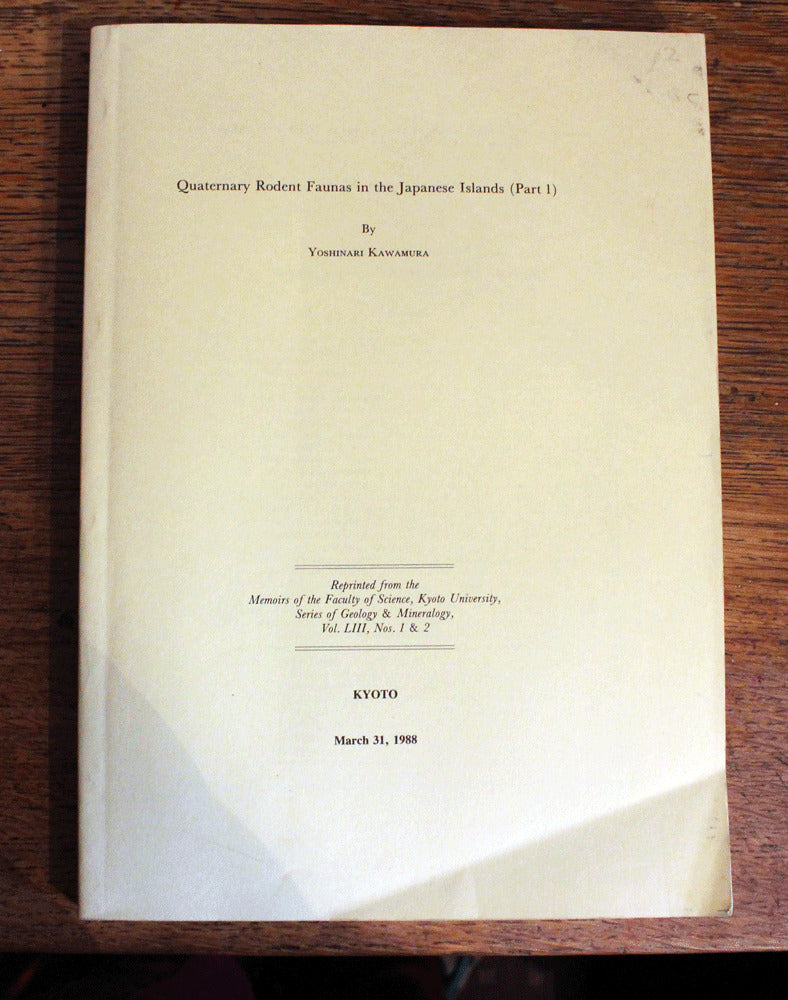 Quaternary Rodent Faunas in the Japanese Islands (Part 1)
By
YOSHINARI KAWAMURA
Reprinted from the
Memoirs of the Faculty of Science, Kyoto University,
Series of Geology & Mineralogy,
Vol. LIII, Nos. 1 & 2
KYOTO
March 31, 1988